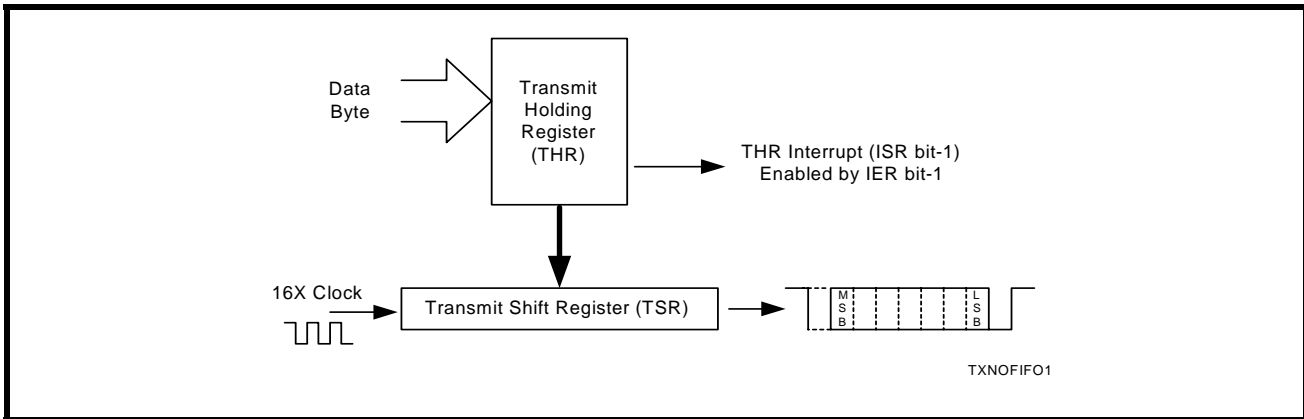 Data
Byte
Transmit
Holding
Register
(THR)
THR Interrupt (ISR bit-1)
Enabled by IER bit-1
16X Clock
Transmit Shift Register (TSR)
M
S
B
L
S
B
TXNOFIFO1